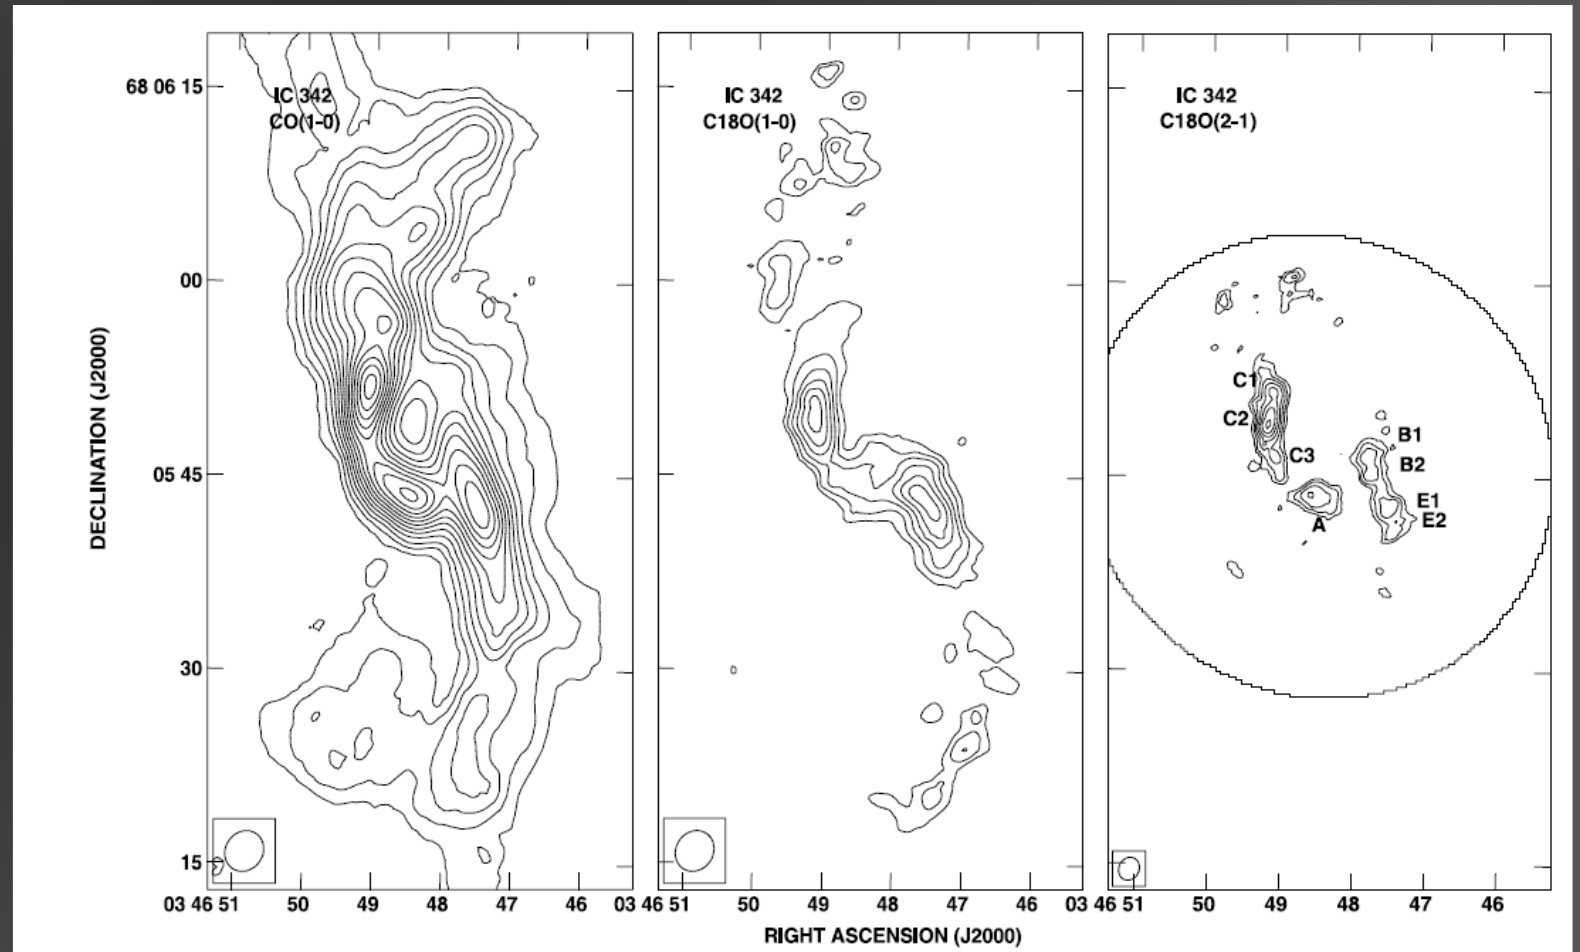 IC 342
CO(1-0)
IC 342
C18O(1-0)
IC 342
C18O(2-1)
68 06 15
00
05 45
30
15
DECLINATION (J2000)
C1
C2
C3
A
B1
B2
E1
E2
03 46 51 50 49 48 47 46
03 46 51 50 49 48 47 46
03 46 51 50 49 48 47 46
RIGHT ASCENSION (J2000)